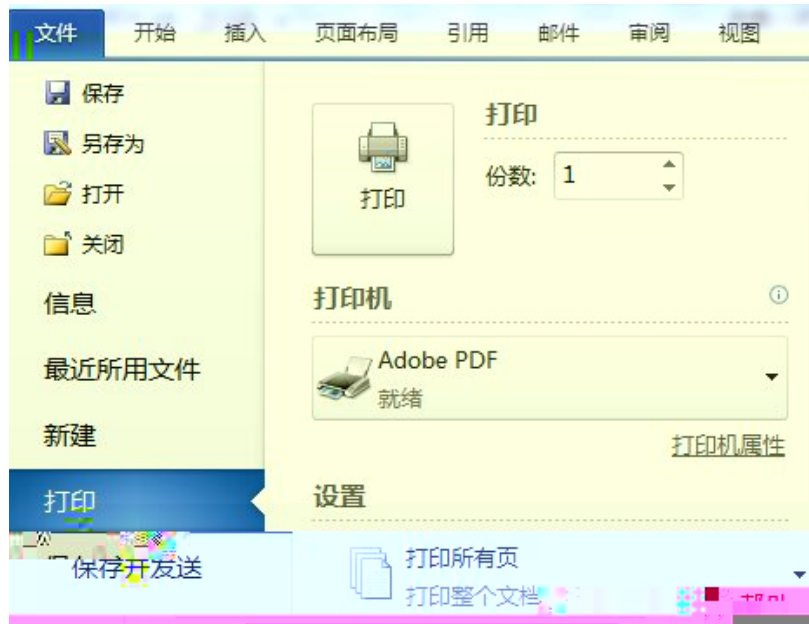 文件 开始 插入 页面布局 引用 邮件 审阅 视图
保存
另存为
打开
关闭
信息
最近所用文件
新建
打印
保存并发送
打印
打印
份数: 1
打印机
Adobe PDF
就绪
打印机属性
设置
打印所有页
打印整个文档